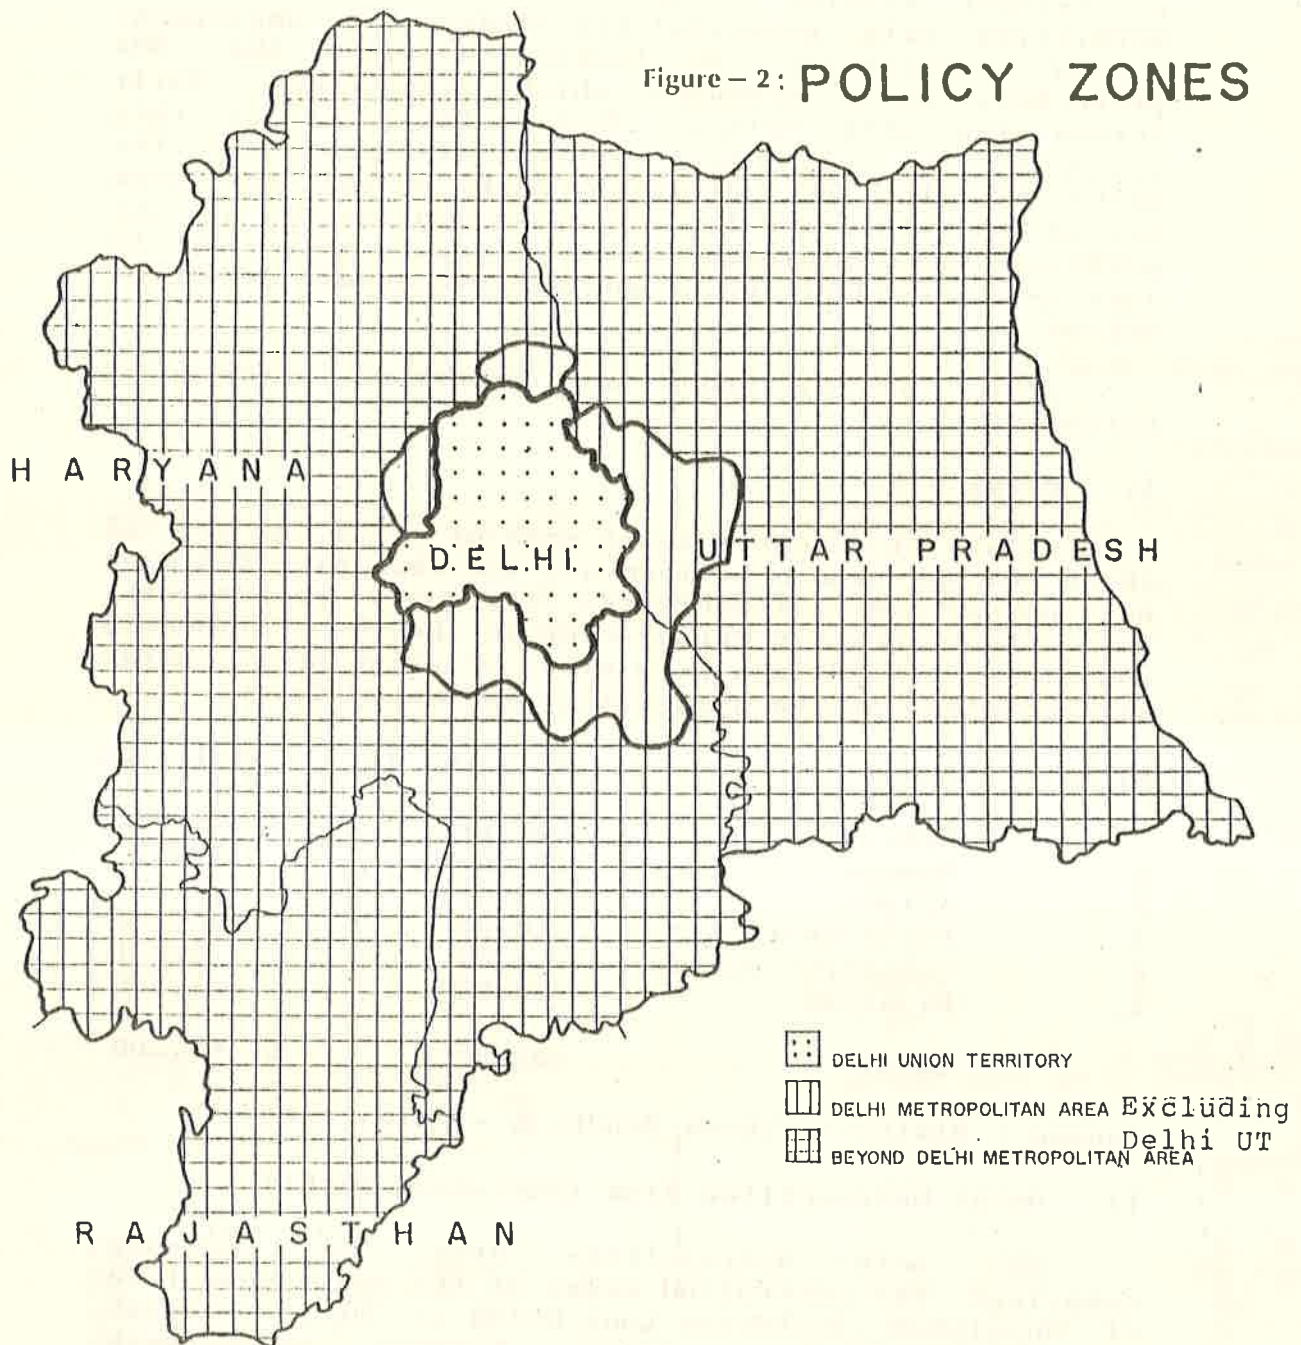 Figure – 2: POLICY ZONES
HARYANA
DELHI
UTTAR PRADESH
DELHI UNION TERRITORY
DELHI METROPOLITAN AREA Excluding
Delhi UT
BEYOND DELHI METROPOLITAN AREA
RAJASTHAN